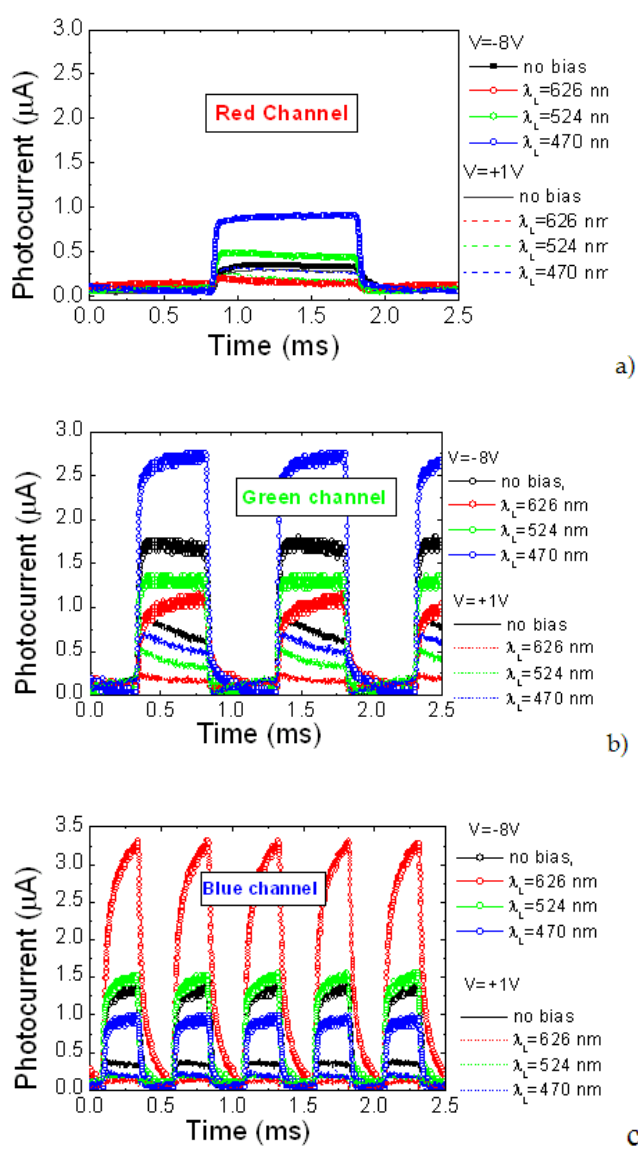 3.0
2.5
2.0
1.5
1.0
0.5
0.0
Photocurrent (μA)
Red Channel
0.0 0.5 1.0 1.5 2.0 2.5
Time (ms)
V=-8V
no bias
λL=626 nn
λL=524 nn
λL=470 nn
V=+1V
no bias
λL=626 nm
λL=524 nm
λL=470 nm
a)
3.0
2.5
2.0
1.5
1.0
0.5
0.0
Photocurrent (μA)
Green channel
0.0 0.5 1.0 1.5 2.0 2.5
Time (ms)
V=-8V
no bias,
λL=626 nm
λL=524 nm
λL=470 nm
V=+1V
no bias
λL=626 nm
λL=524 nm
λL=470 nm
b)
3.5
3.0
2.5
2.0
1.5
1.0
0.5
0.0
Photocurrent (μA)
Blue channel
0.0 0.5 1.0 1.5 2.0 2.5
Time (ms)
V=-8V
no bias,
λL=626 nm
λL=524 nm
λL=470 nm
V=+1V
no bias
λL=626 nm
λL=524 nm
λL=470 nm
c